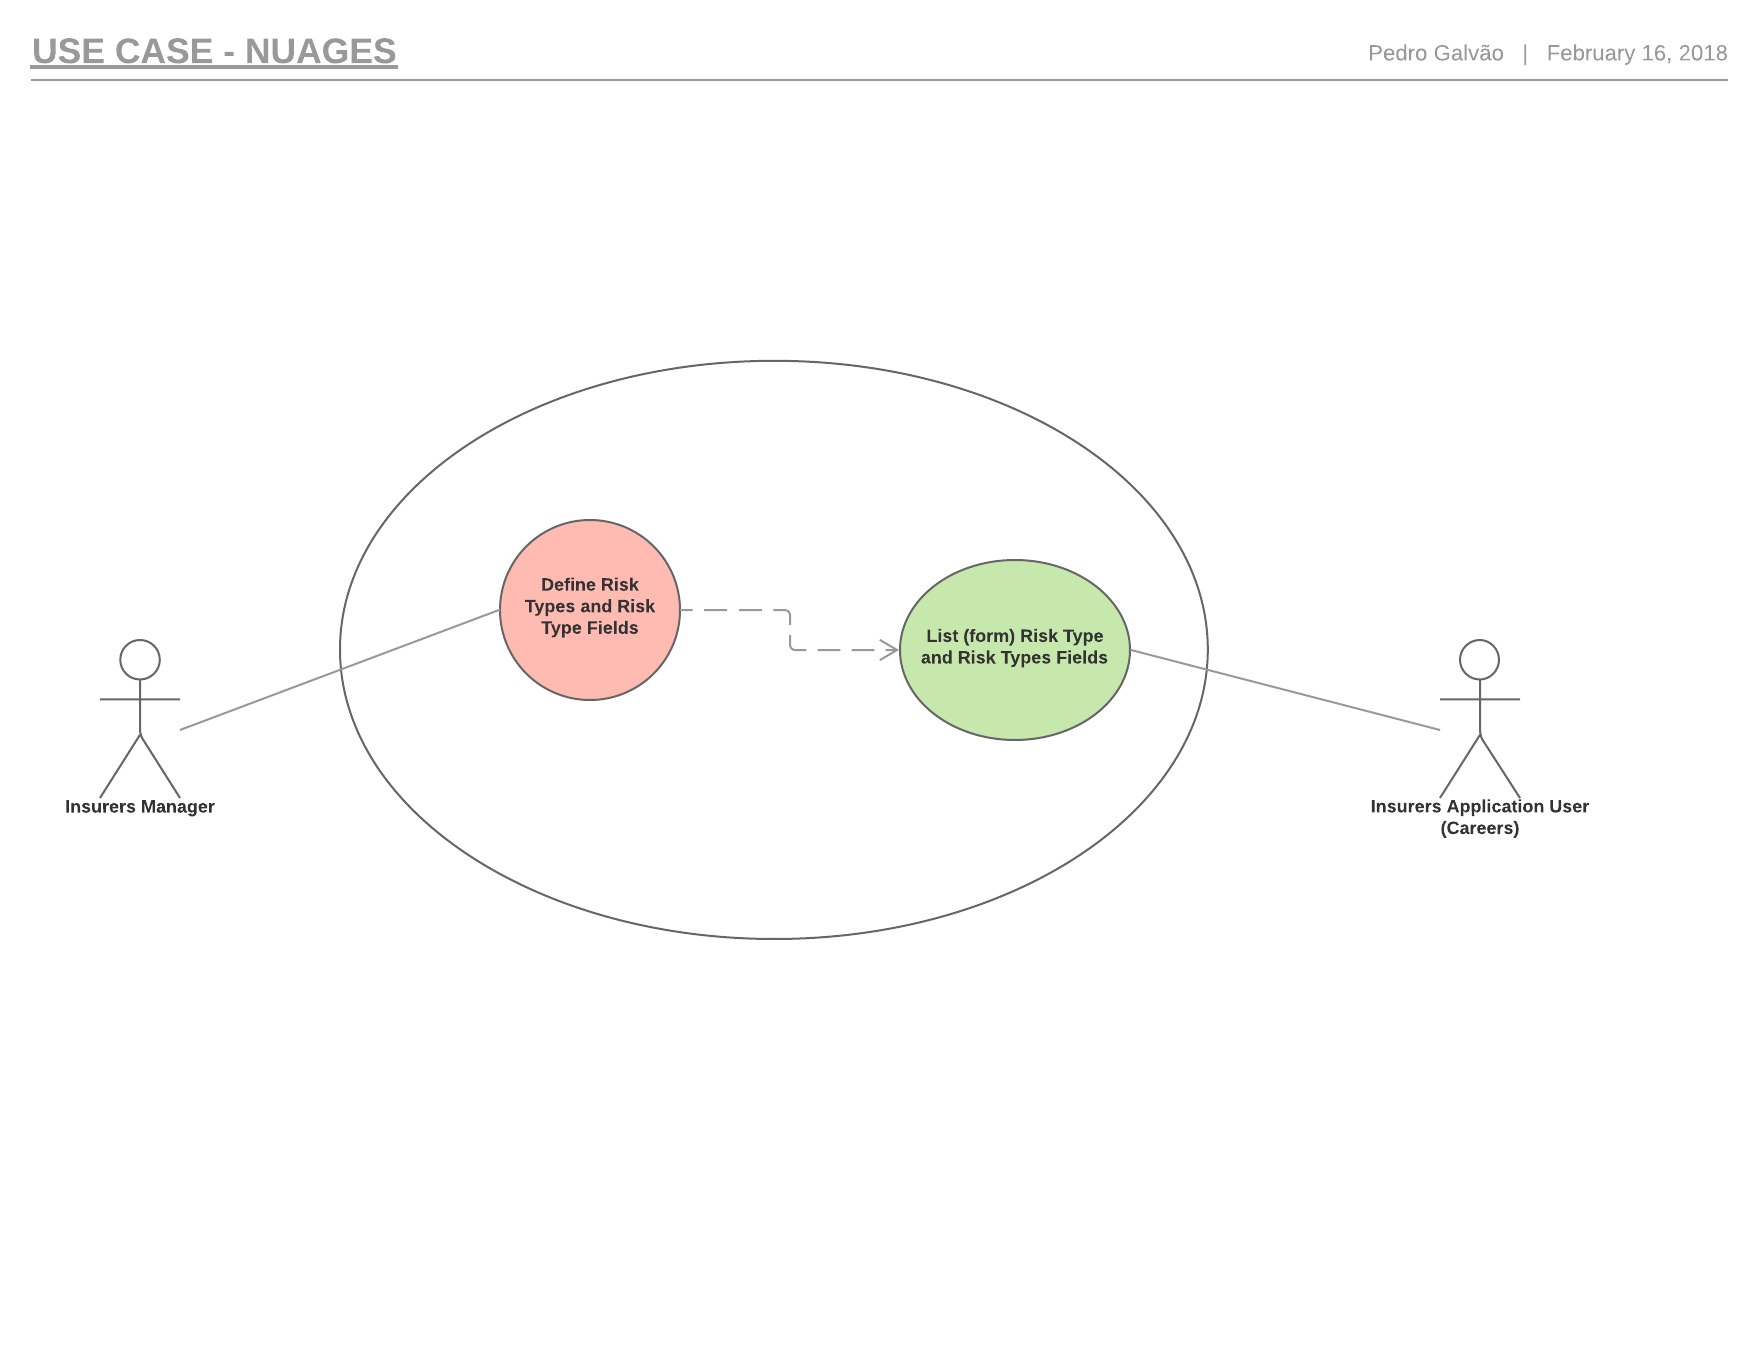 USE CASE - NUAGES
Pedro Galvão | February 16, 2018
Define Risk
Types and Risk
Type Fields
List (form) Risk Type
and Risk Types Fields
Insurers Manager
Insurers Application User
(Careers)